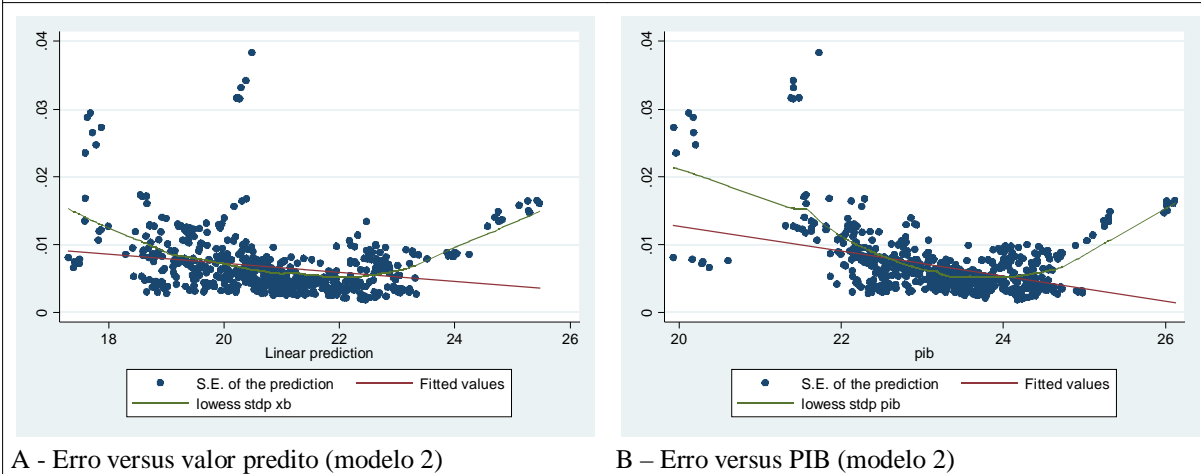 .04
.03
.02
.01
0
18 20 22 24 26
Linear prediction
S.E. of the prediction Fitted values
lowess stdp xb
A - Erro versus valor predito (modelo 2)
.04
.03
.02
.01
0
20 22 24 26
pib
S.E. of the prediction Fitted values
lowess stdp pib
B – Erro versus PIB (modelo 2)